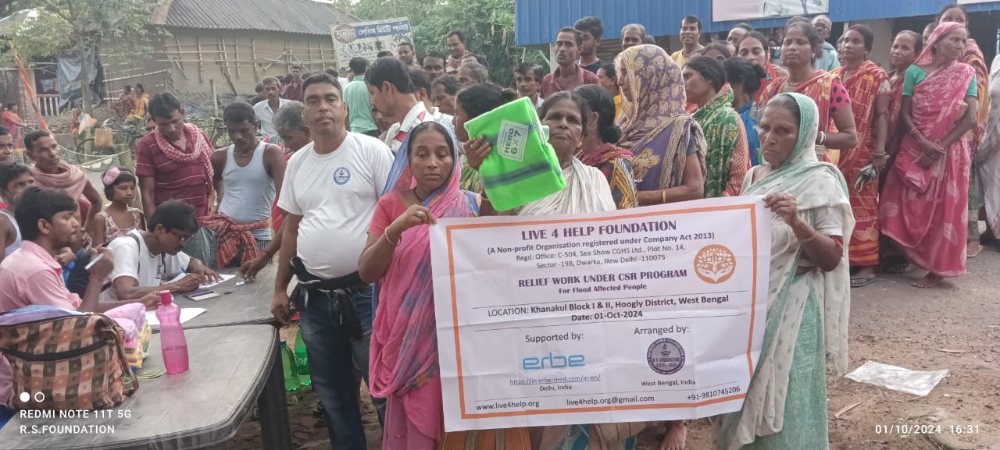 লেডিস বিউটি পার্লার
HERO
GX7
LIVE 4 HELP FOUNDATION
(A Non-profit Organisation registered under Company Act 2013)
Regd. Office: C-504, Sea Show CGHS Ltd., Plot No. 14,
Sector -19B, Dwarka, New Delhi -110075
RELIEF WORK UNDER CSR PROGRAM
For Flood Affected People
LOCATION: Khanakul Block I & II, Hoogly District, West Bengal
Date: 01-Oct-2024
Supported by:
erbe
https://in.erbe-med.com/in-en/
Delhi, India
Arranged by:
R S FOUNDATION
West Bengal, India
www.live4help.org live4help.org@gmail.com +91-9810745206
REDMI NOTE 11T 5G
R.S.FOUNDATION
01/10/2024 16:31